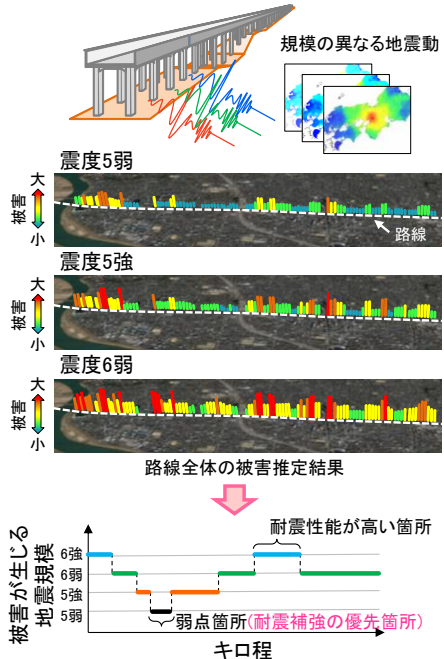 規模の異なる地震動
震度5弱
大
被害
小
路線
震度5強
大
被害
小
震度6弱
大
被害
小
路線全体の被害推定結果
被害が生じる
地震規模
6強
6弱
5強
5弱
耐震性能が高い箇所
弱点箇所(耐震補強の優先箇所)
キロ程